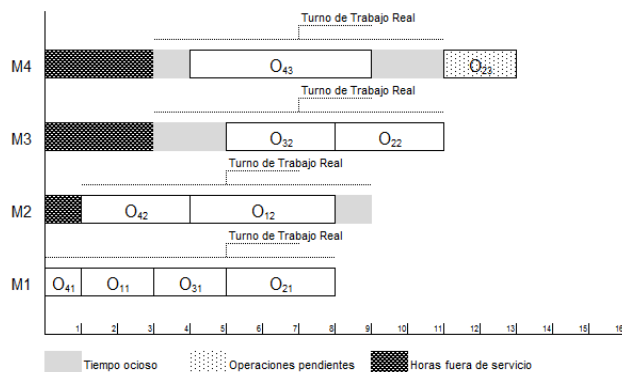 Turno de Trabajo Real
M4
O43
O23
Turno de Trabajo Real
M3
O32
O22
Turno de Trabajo Real
M2
O42
O12
Turno de Trabajo Real
M1
O41
O11
O31
O21
1 2 3 4 5 6 7 8 9 10 11 12 13 15 16
Tiempo ocioso Operaciones pendientes Horas fuera de servicio